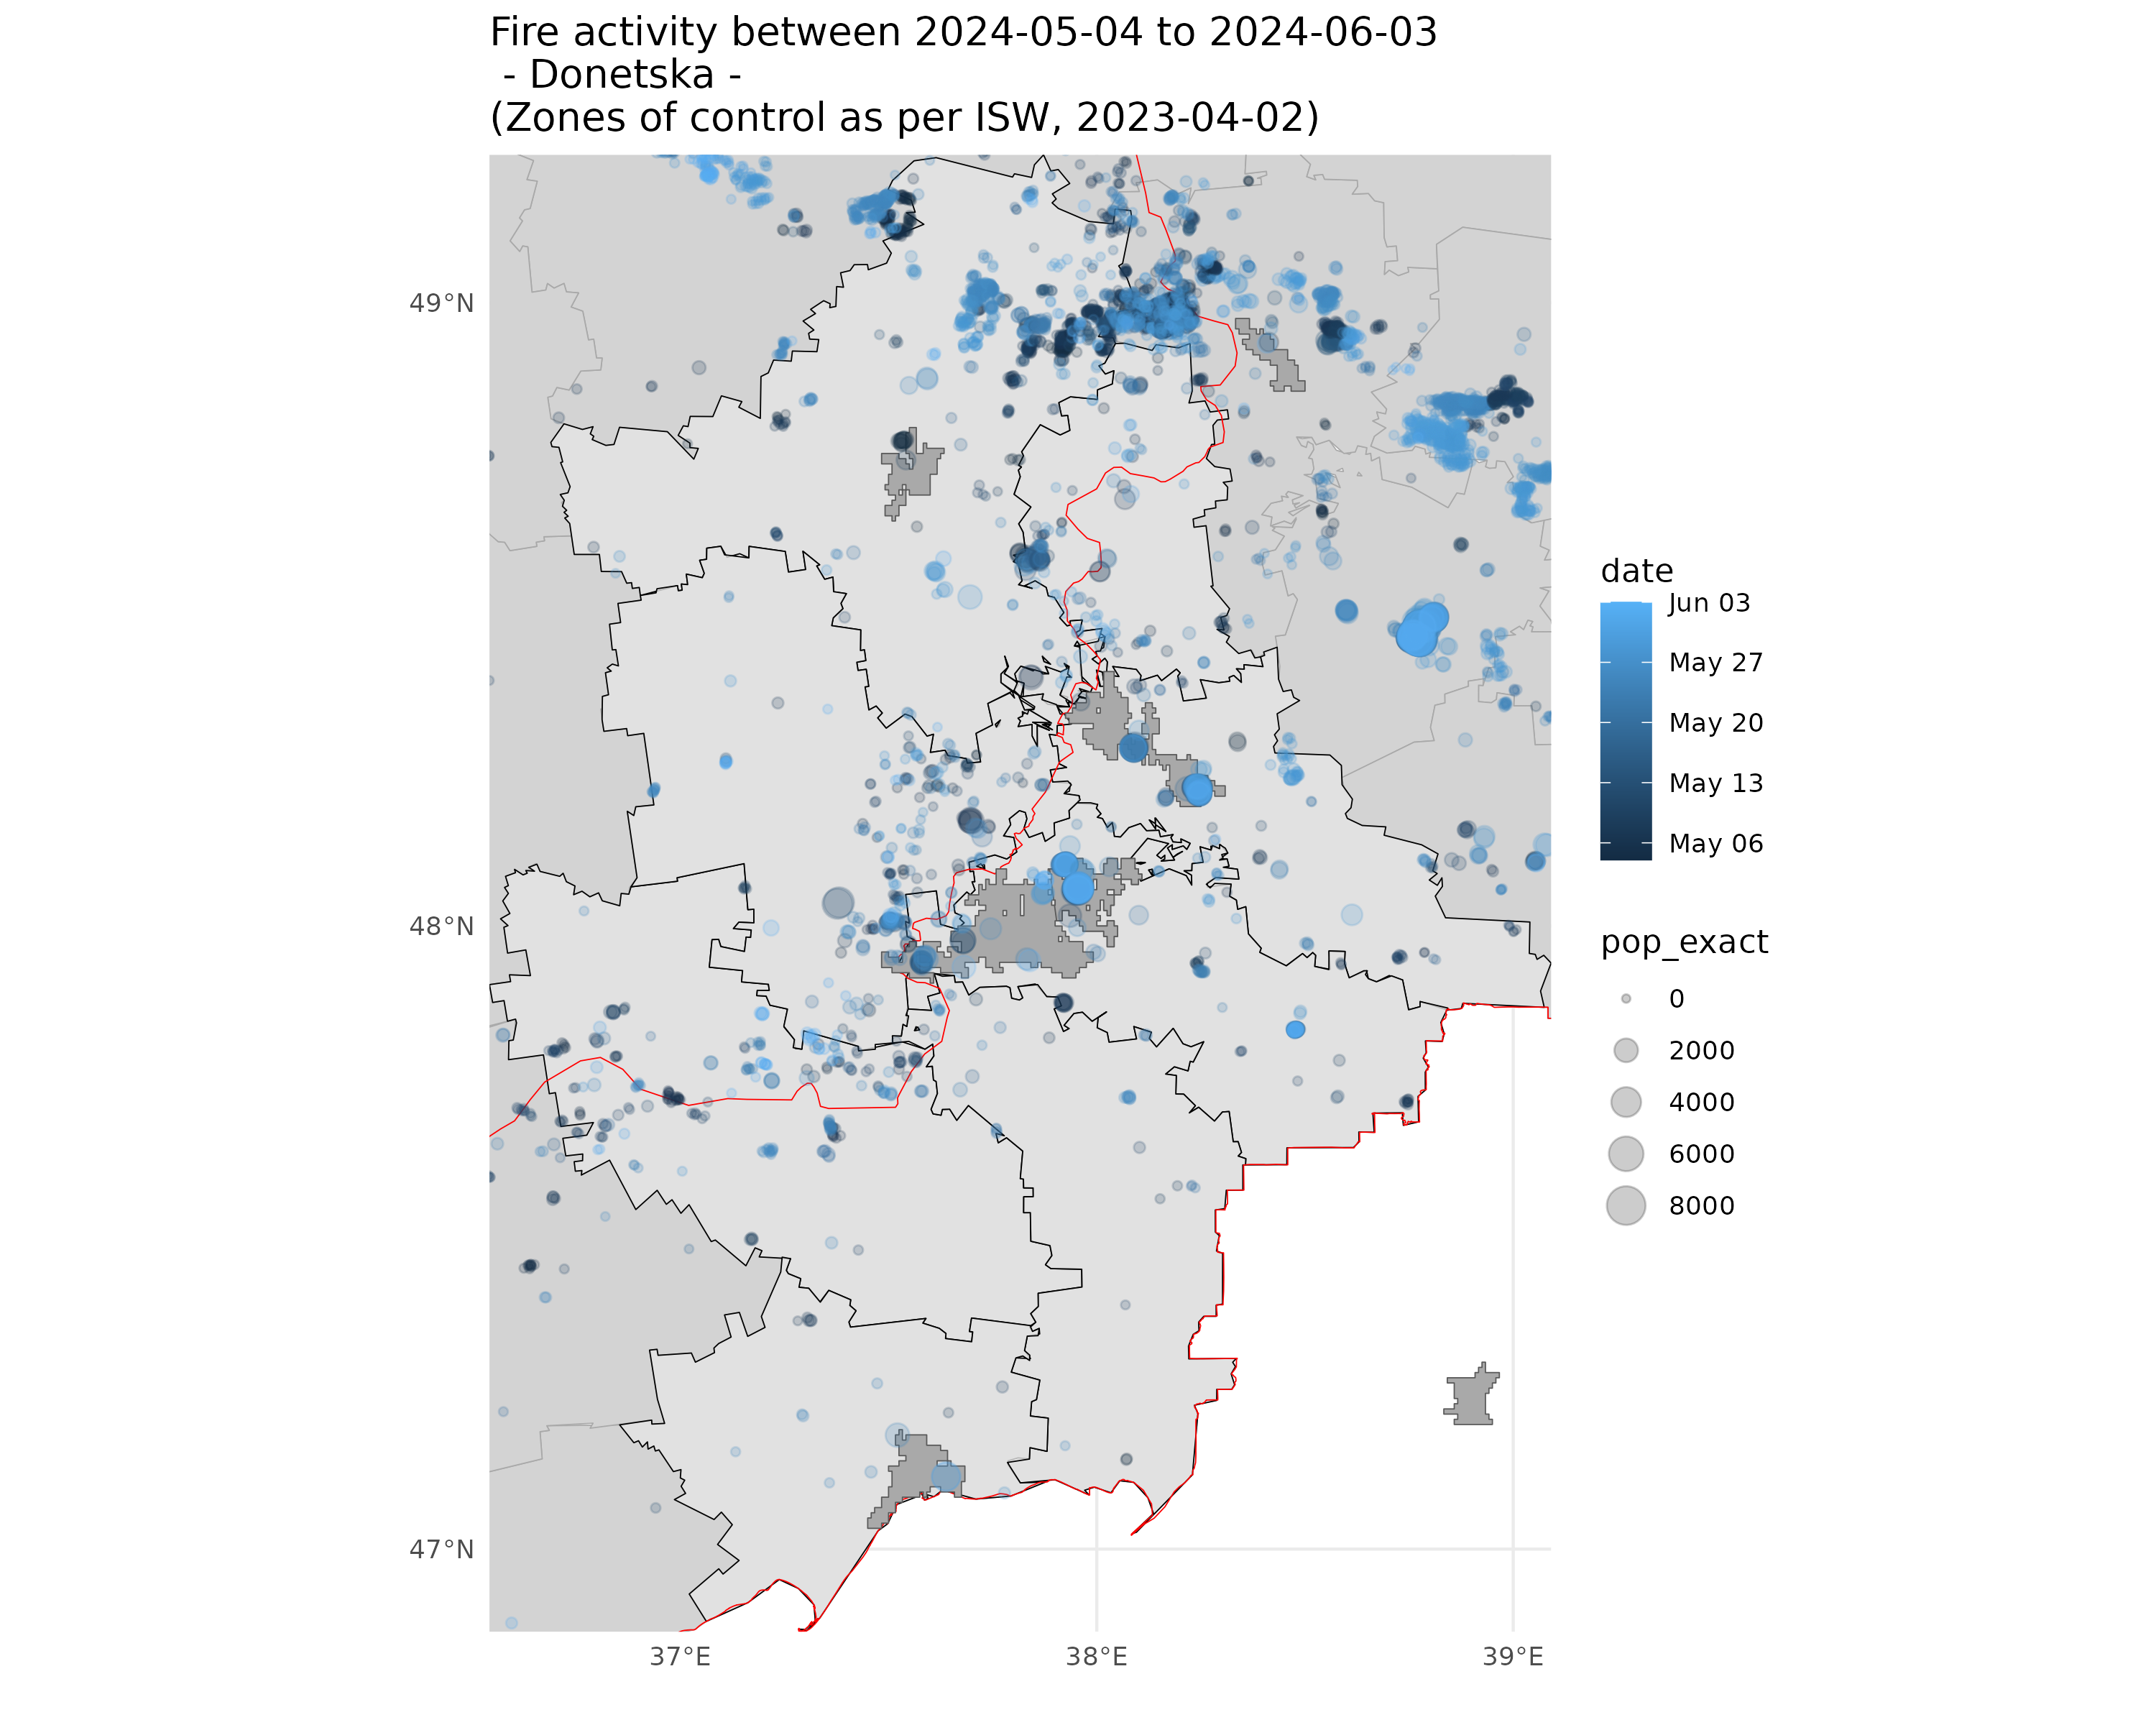 Fire activity between 2024-05-04 to 2024-06-03
- Donetska -
(Zones of control as per ISW, 2023-04-02)
49°N
48°N
47°N
37°E
38°E
39°E
date
Jun 03
May 27
May 20
May 13
May 06
pop_exact
0
2000
4000
6000
8000